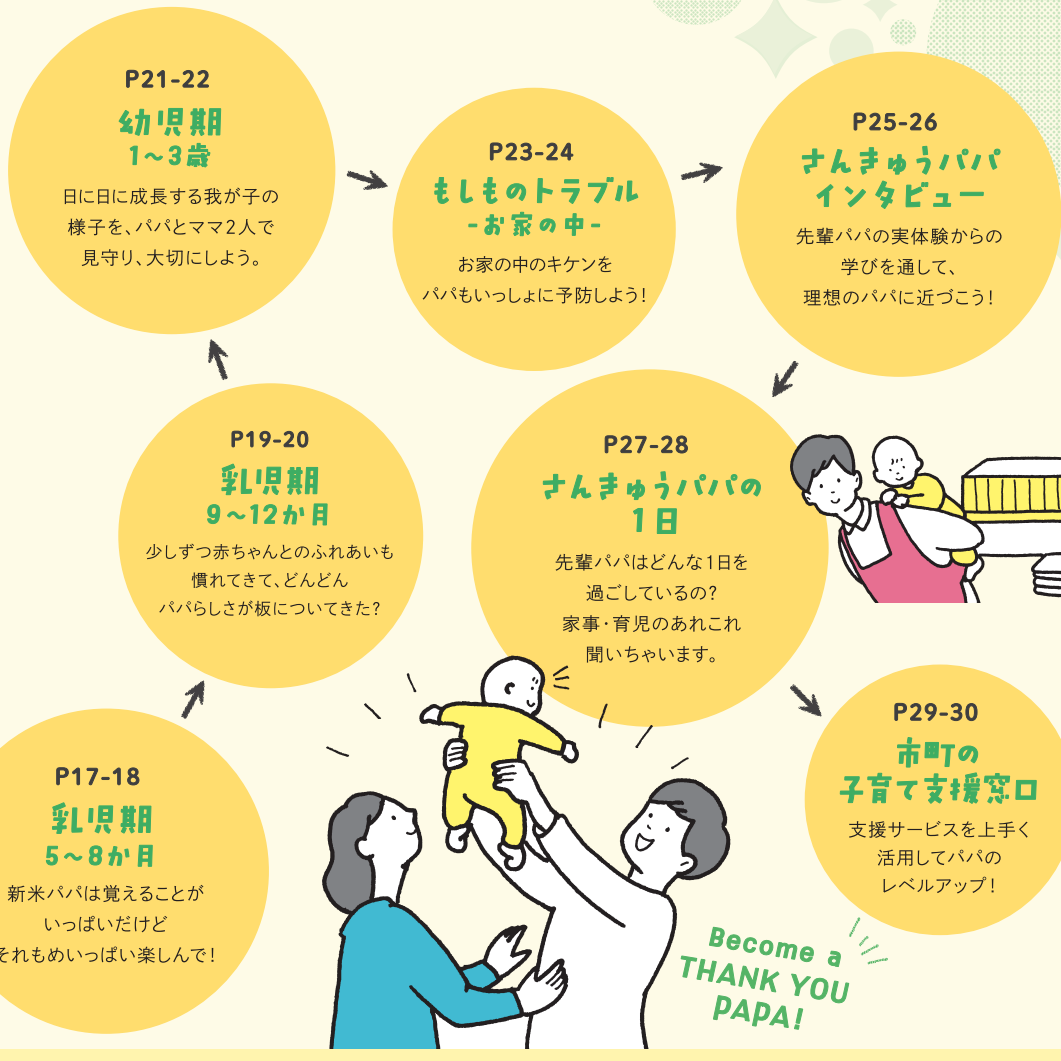 P17-18
乳児期
5〜8か月
新米パパは覚えることが
いっぱいだけど
それもめいっぱい楽しんで！
P19-20
乳児期
9〜12か月
少しずつ赤ちゃんとのふれあいも
慣れてきて、どんどん
パパらしさが板についてきた？
P21-22
幼児期
1〜3歳
日に日に成長する我が子の
様子を、パパとママ2人で
見守り、大切にしよう。
P23-24
もしものトラブル
-お家の中-
お家の中のキケンを
パパもいっしょに予防しよう！
P25-26
さんきゅうパパ
インタビュー
先輩パパの実体験からの
学びを通して、
理想のパパに近づこう！
P27-28
さんきゅうパパの
1日
先輩パパはどんな1日を
過ごしているの？
家事・育児のあれこれ
聞いちゃいます。
P29-30
市町の
子育て支援窓口
支援サービスを上手く
活用してパパの
レベルアップ！
Become a
THANK YOU
PAPA!